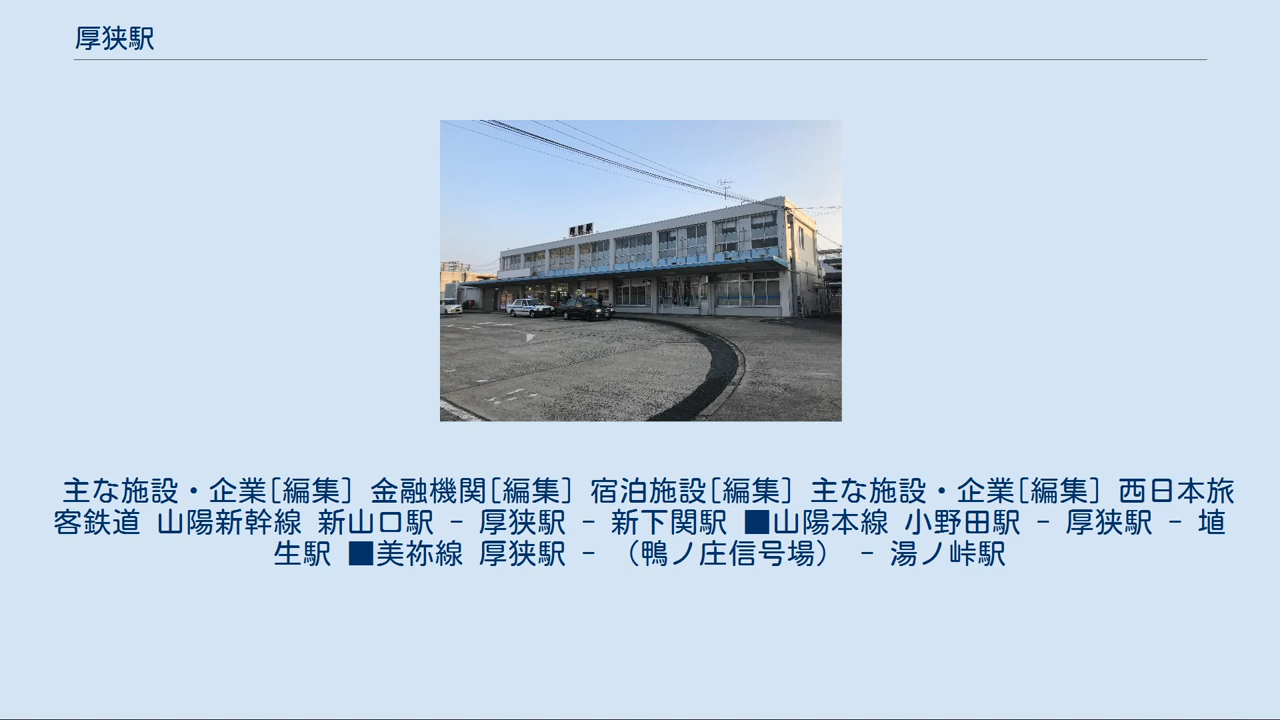 厚狭駅
厚狭駅
主な施設・企業[編集] 金融機関[編集] 宿泊施設[編集] 主な施設・企業[編集] 西日本旅
客鉄道 山陽新幹線 新山口駅 - 厚狭駅 - 新下関駅 ■山陽本線 小野田駅 - 厚狭駅 - 埴
生駅 ■美祢線 厚狭駅 - （鴨ノ庄信号場） - 湯ノ峠駅